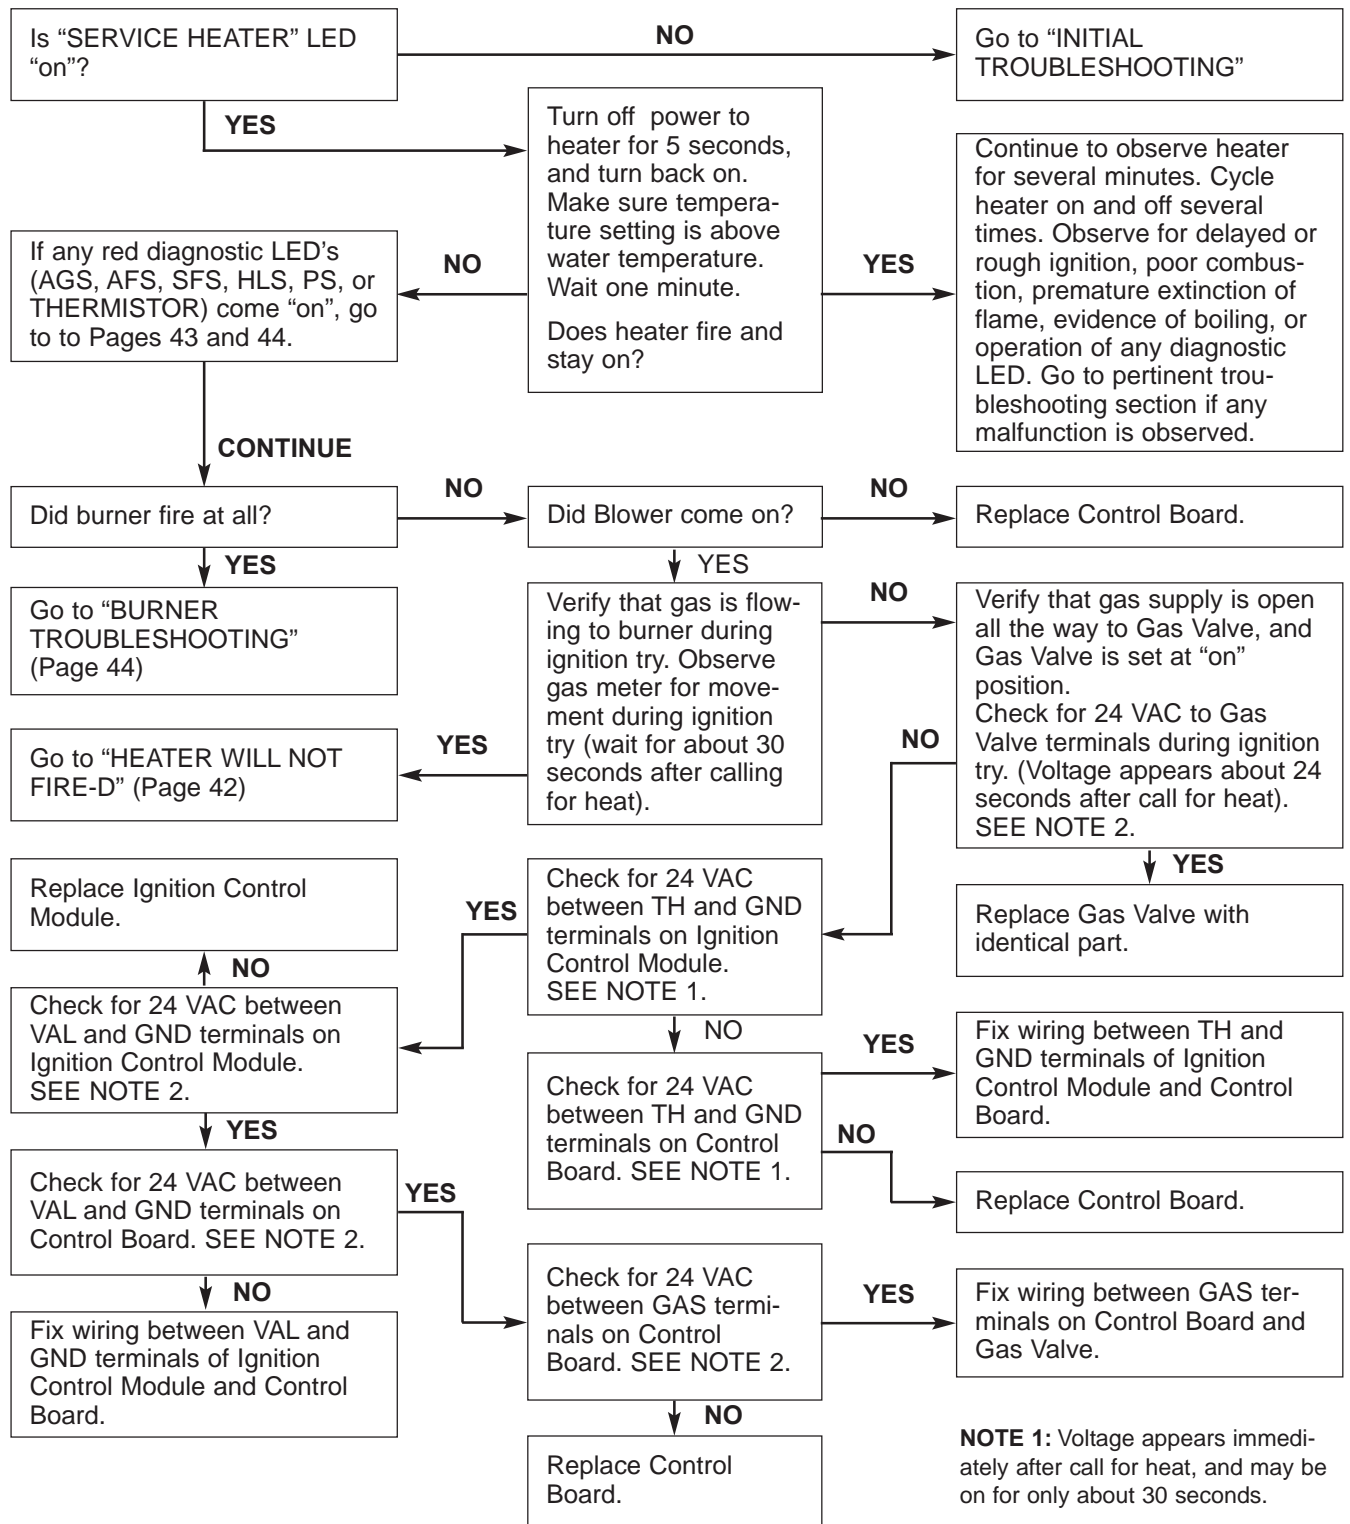 Is “SERVICE HEATER” LED
“on”?
NO
Go to “INITIAL
TROUBLESHOOTING”
YES
Turn off  power to
heater for 5 seconds,
and turn back on.
Make sure tempera-
ture setting is above
water temperature.
Wait one minute.
Does heater fire and
stay on?
YES
Continue to observe heater
for several minutes. Cycle
heater on and off several
times. Observe for delayed or
rough ignition, poor combus-
tion, premature extinction of
flame, evidence of boiling, or
operation of any diagnostic
LED. Go to pertinent trou-
bleshooting section if any
malfunction is observed.
NO
If any red diagnostic LED’s
(AGS, AFS, SFS, HLS, PS, or
THERMISTOR) come “on”, go
to to Pages 43 and 44.
CONTINUE
Did burner fire at all?
NO
Did Blower come on?
NO
Replace Control Board.
YES
Go to “BURNER
TROUBLESHOOTING”
(Page 44)
YES
Verify that gas is flow-
ing to burner during
ignition try. Observe
gas meter for move-
ment during ignition
try (wait for about 30
seconds after calling
for heat).
NO
Verify that gas supply is open
all the way to Gas Valve, and
Gas Valve is set at “on”
position.
Check for 24 VAC to Gas
Valve terminals during ignition
try. (Voltage appears about 24
seconds after call for heat).
SEE NOTE 2.
YES
Go to “HEATER WILL NOT
FIRE-D” (Page 42)
NO
YES
Replace Gas Valve with
identical part.
Check for 24 VAC
between TH and GND
terminals on Ignition
Control Module.
SEE NOTE 1.
YES
Replace Ignition Control
Module.
NO
Check for 24 VAC between
VAL and GND terminals on
Ignition Control Module.
SEE NOTE 2.
NO
Check for 24 VAC
between TH and GND
terminals on Control
Board. SEE NOTE 1.
YES
Fix wiring between TH and
GND terminals of Ignition
Control Module and Control
Board.
NO
Replace Control Board.
YES
Check for 24 VAC between
VAL and GND terminals on
Control Board. SEE NOTE 2.
YES
NO
Fix wiring between VAL and
GND terminals of Ignition
Control Module and Control
Board.
Check for 24 VAC
between GAS termi-
nals on Control
Board. SEE NOTE 2.
YES
Fix wiring between GAS ter-
minals on Control Board and
Gas Valve.
NO
Replace Control
Board.
NOTE 1: Voltage appears immedi-
ately after call for heat, and may be
on for only about 30 seconds.